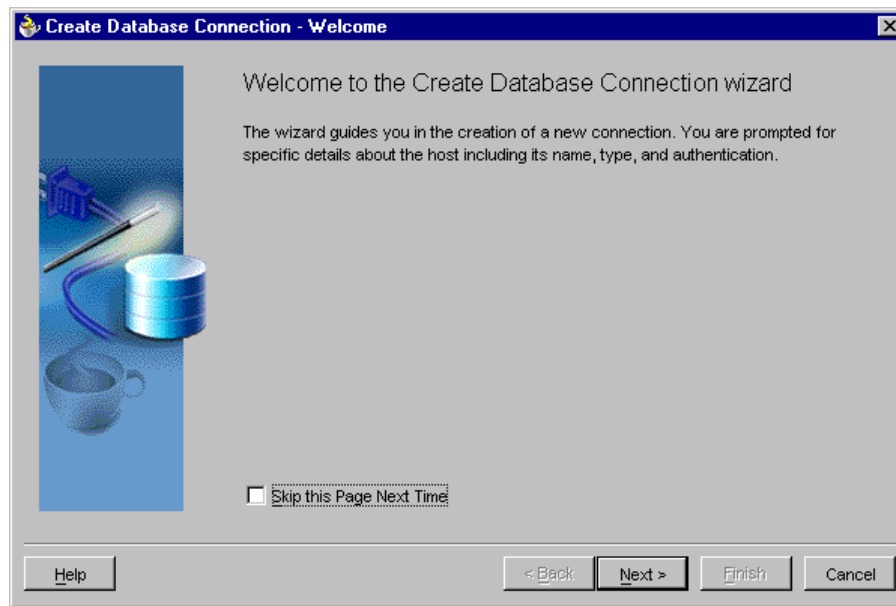 Create Database Connection - Welcome
Welcome to the Create Database Connection wizard
The wizard guides you in the creation of a new connection. You are prompted for
specific details about the host including its name, type, and authentication.
Skip this Page Next Time
Help
< Back
Next >
Finish
Cancel